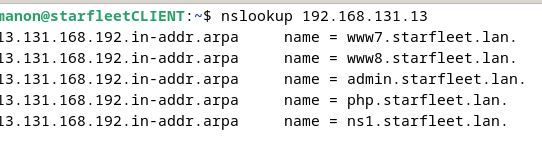 manon@starfleetCLIENT:~$ nslookup 192.168.131.13
13.131.168.192.in-addr.arpa     name = www7.starfleet.lan.
13.131.168.192.in-addr.arpa     name = www8.starfleet.lan.
13.131.168.192.in-addr.arpa     name = admin.starfleet.lan.
13.131.168.192.in-addr.arpa     name = php.starfleet.lan.
13.131.168.192.in-addr.arpa     name = ns1.starfleet.lan.